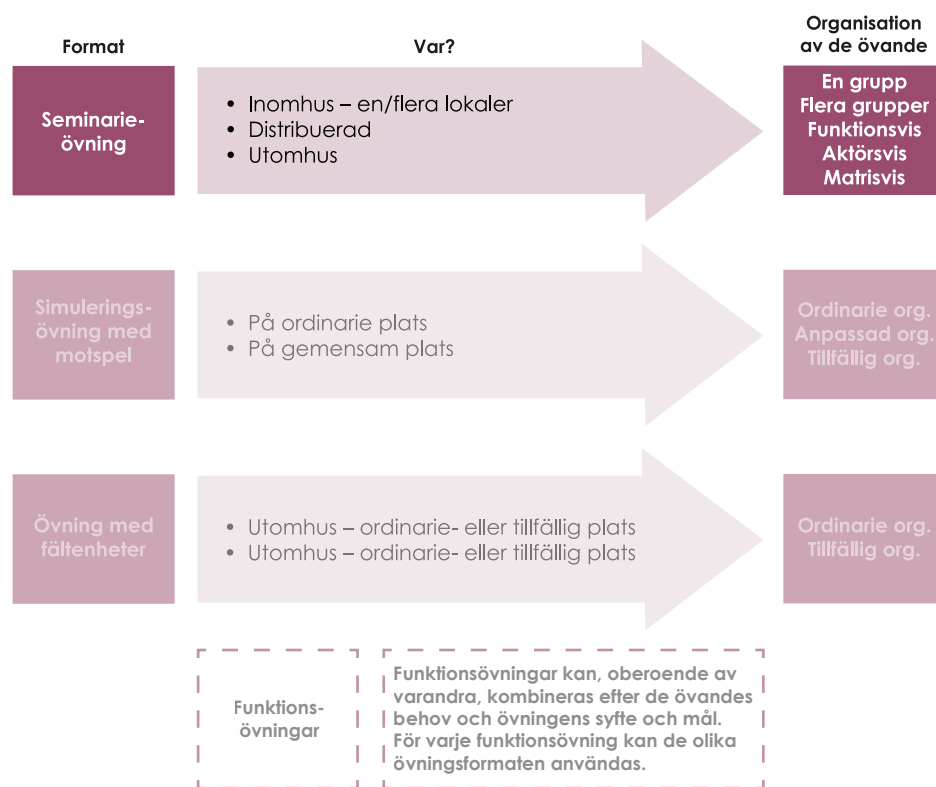 Format
Var?
Organisation
av de övande
Seminarie-
övning
• Inomhus – en/flera lokaler
• Distribuerad
• Utomhus
En grupp
Flera grupper
Funktionsvis
Aktörsvis
Matrisvis
Simulerings-
övning med
motspel
• På ordinarie plats
• På gemensam plats
Ordinarie org.
Anpassad org.
Tillfällig org.
Övning med
fältenheter
• Utomhus – ordinarie- eller tillfällig plats
• Utomhus – ordinarie- eller tillfällig plats
Ordinarie org.
Tillfällig org.
Funktions-
övningar
Funktionsövningar kan, oberoende av
varandra, kombineras efter de övandes
behov och övningens syfte och mål.
För varje funktionsövning kan de olika
övningsformaten användas.